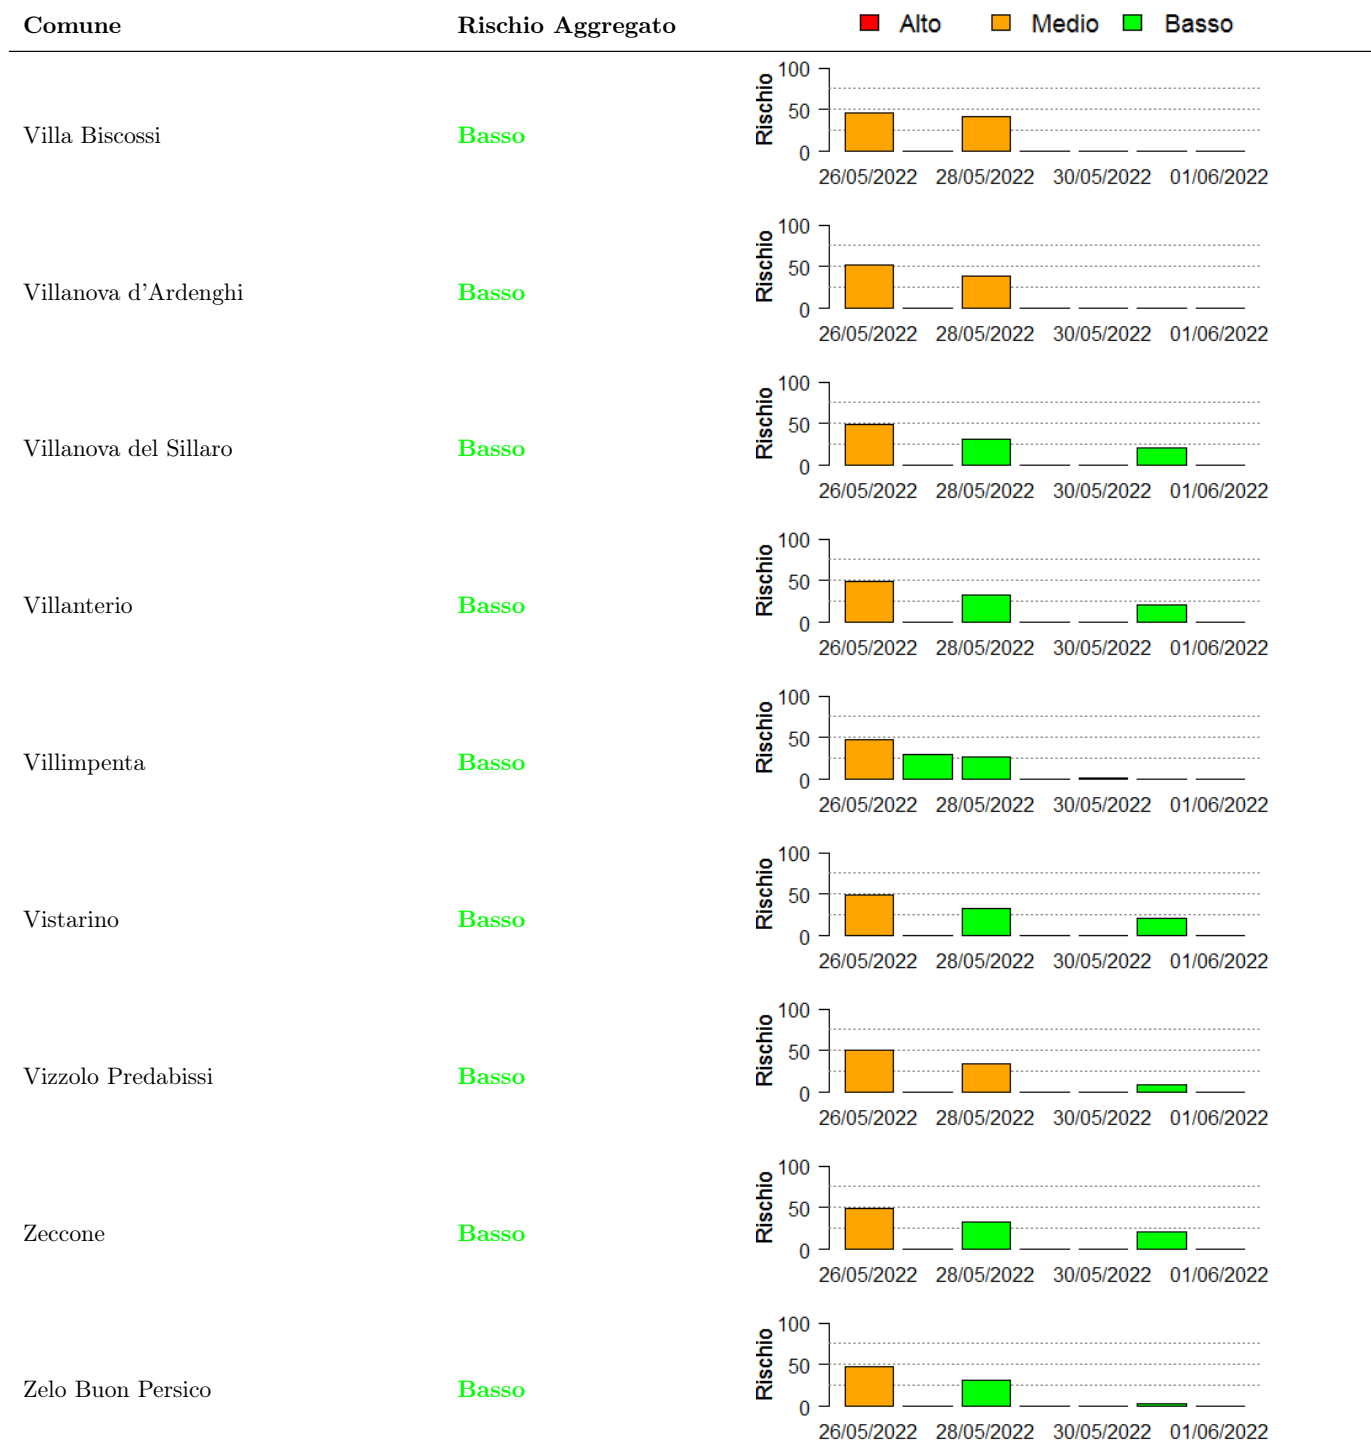 Comune Rischio Aggregato Alto Medio Basso
100
50
0
Rischio
Villa Biscossi Basso
26/05/2022 28/05/2022 30/05/2022 01/06/2022
100
50
0
Rischio
Villanova d'Ardenghi Basso
26/05/2022 28/05/2022 30/05/2022 01/06/2022
100
50
0
Rischio
Villanova del Sillaro Basso
26/05/2022 28/05/2022 30/05/2022 01/06/2022
100
50
0
Rischio
Villanterio Basso
26/05/2022 28/05/2022 30/05/2022 01/06/2022
100
50
0
Rischio
Villimpenta Basso
26/05/2022 28/05/2022 30/05/2022 01/06/2022
100
50
0
Rischio
Vistarino Basso
26/05/2022 28/05/2022 30/05/2022 01/06/2022
100
50
0
Rischio
Vizzolo Predabissi Basso
26/05/2022 28/05/2022 30/05/2022 01/06/2022
100
50
0
Rischio
Zeccone Basso
26/05/2022 28/05/2022 30/05/2022 01/06/2022
100
50
0
Rischio
Zelo Buon Persico Basso
26/05/2022 28/05/2022 30/05/2022 01/06/2022